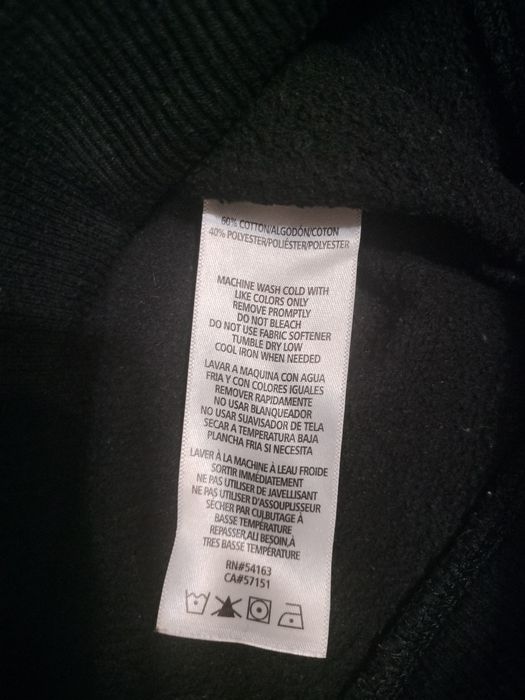 60% COTTON/ALGODÓN/COTON
40% POLYESTER/POLIÉSTER/POLYESTER
MACHINE WASH COLD WITH
LIKE COLORS ONLY
REMOVE PROMPTLY
DO NOT BLEACH
DO NOT USE FABRIC SOFTENER
TUMBLE DRY LOW
COOL IRON WHEN NEEDED
LAVAR A MAQUINA CON AGUA
FRIA Y CON COLORES IGUALES
REMOVER RAPIDAMENTE
NO USAR BLANQUEADOR
NO USAR SUAVISADOR DE TELA
SECAR A TEMPERATURA BAJA
PLANCHA FRIA SI NECESITA
LAVER À LA MACHINE À LEAU FROIDE
SORTIR IMMÉDIATEMENT
NE PAS UTILISER DE JAVELLISANT
NE PAS UTILISER D'ASSOUPLISSEUR
SÉCHER PAR CULBUTAGE À
BASSE TEMPÉRATURE
REPASSER,AU BESOIN,À
TRES BASSE TEMPÉRATURE
RN#54163
CA#57151